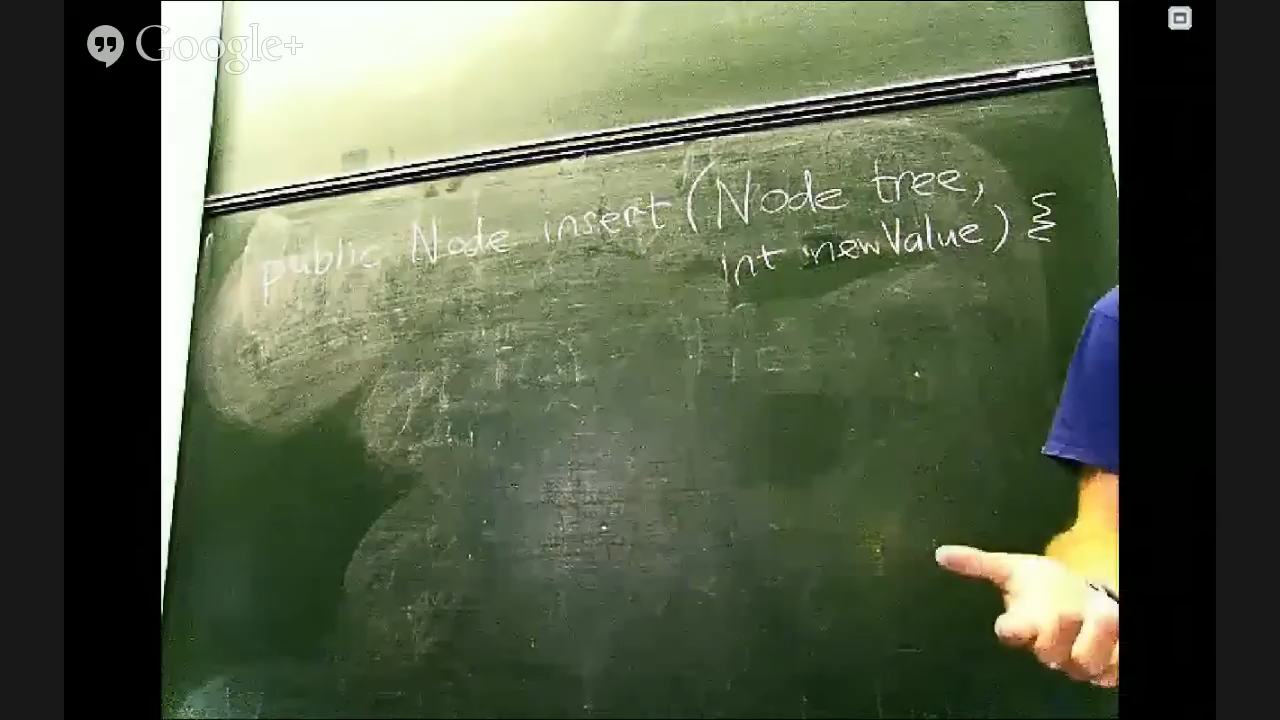 Google+
public Node insert (Node tree,
int newValue) {